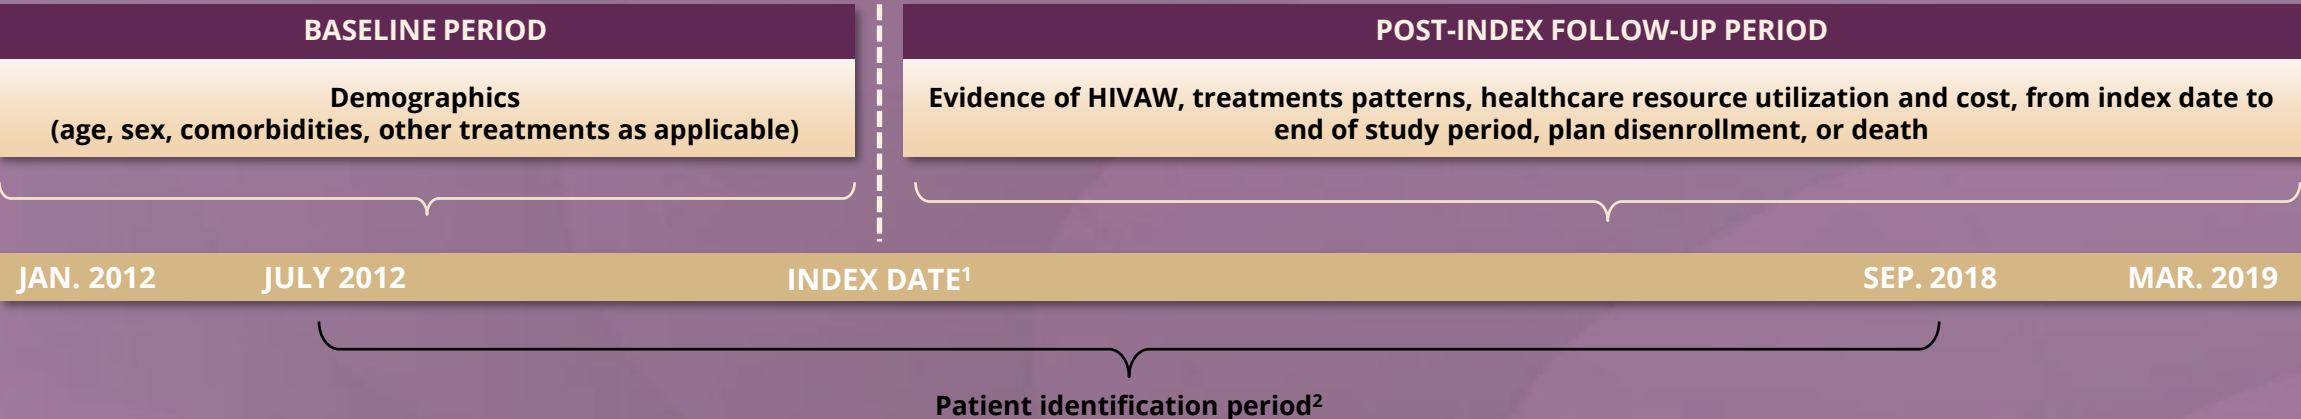 BASELINE PERIOD
Demographics
(age, sex, comorbidities, other treatments as applicable)
POST-INDEX FOLLOW-UP PERIOD
Evidence of HIVAW, treatments patterns, healthcare resource utilization and cost, from index date to
end of study period, plan disenrollment, or death
JAN. 2012 JULY 2012 INDEX DATE¹ SEP. 2018 MAR. 2019
Patient identification period²